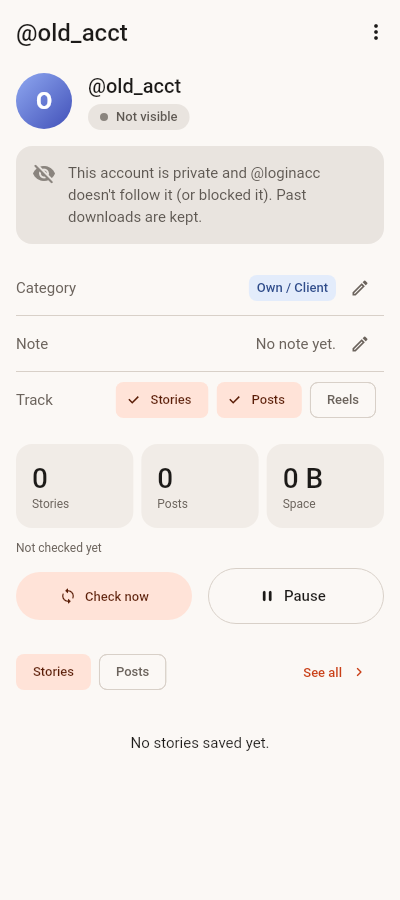 @old_acct
O
@old_acct
Not visible
This account is private and @loginacc
doesn't follow it (or blocked it). Past
downloads are kept.
Category
Own / Client
Note
No note yet.
Track
Stories
Posts
Reels
0
Stories
0
Posts
0 B
Space
Not checked yet
Check now
Pause
Stories
Posts
See all
No stories saved yet.